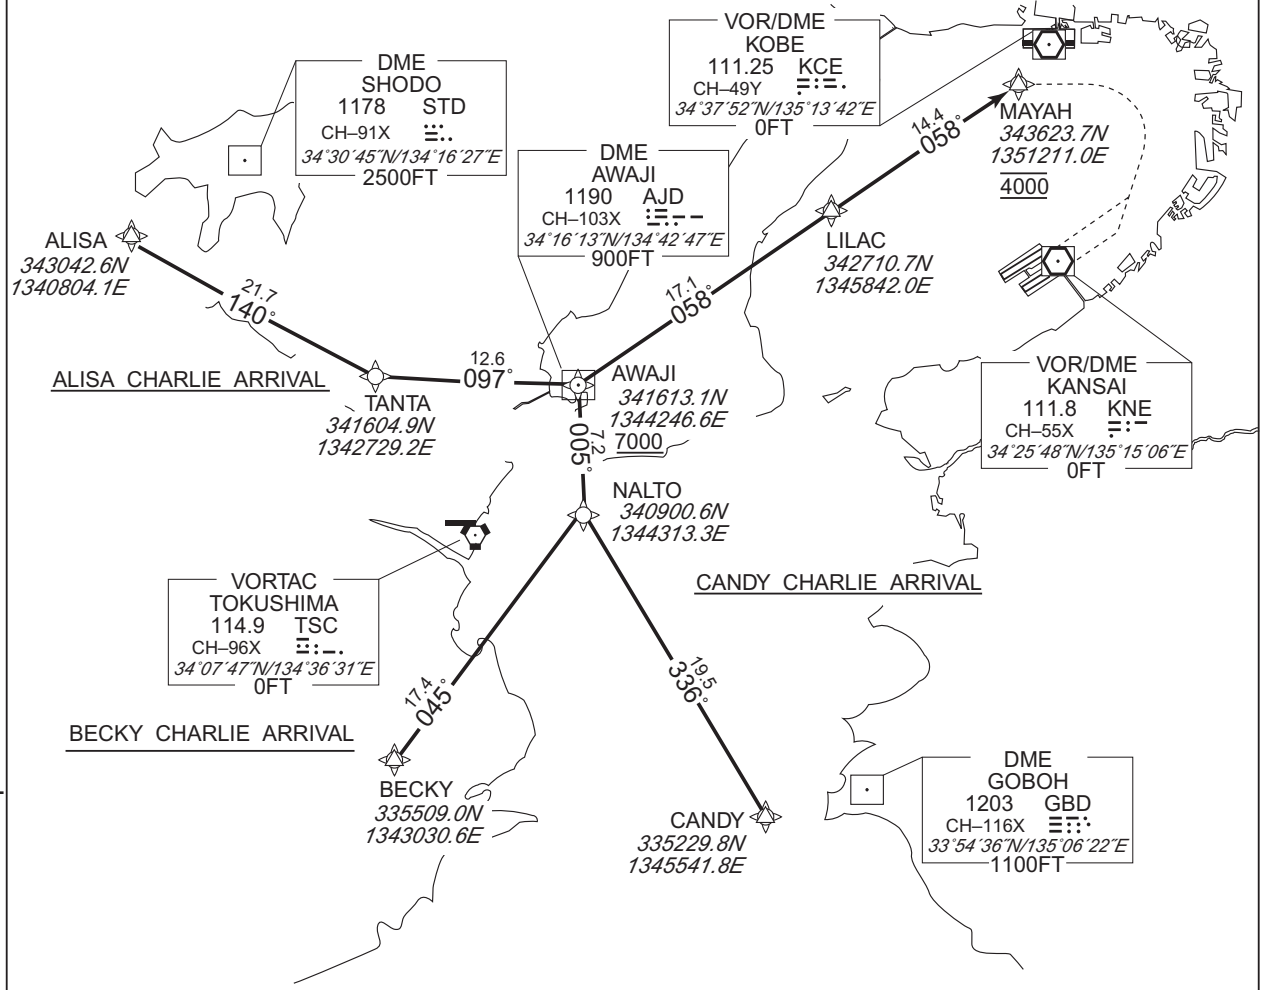 VOR/DME
KOBE
111.25 KCE
CH–49Y
34°37´52˝N/135°13´42˝E
0FT
DME
SHODO
1178 STD
CH–91X
34°30´45˝N/134°16´27˝E
2500FT
DME
AWAJI
1190 AJD
CH–103X
34°16´13˝N/134°42´47˝E
900FT
14.4
058°
MAYAH
343623.7N
1351211.0E
4000
ALISA
343042.6N
1340804.1E
LILAC
342710.7N
1345842.0E
21.7
140°
17.1
058°
ALISA CHARLIE ARRIVAL
12.6
097°
AWAJI
341613.1N
1344246.6E
7000
TANTA
341604.9N
1342729.2E
7.2
005°
VOR/DME
KANSAI
111.8 KNE
CH–55X
34°25´48˝N/135°15´06˝E
0FT
NALTO
340900.6N
1344313.3E
VORTAC
TOKUSHIMA
114.9 TSC
CH–96X
34°07´47˝N/134°36´31˝E
0FT
CANDY CHARLIE ARRIVAL
17.4
045°
19.5
336°
BECKY CHARLIE ARRIVAL
BECKY
335509.0N
1343030.6E
CANDY
335229.8N
1345541.8E
DME
GOBOH
1203 GBD
CH–116X
33°54´36˝N/135°06´22˝E
1100FT